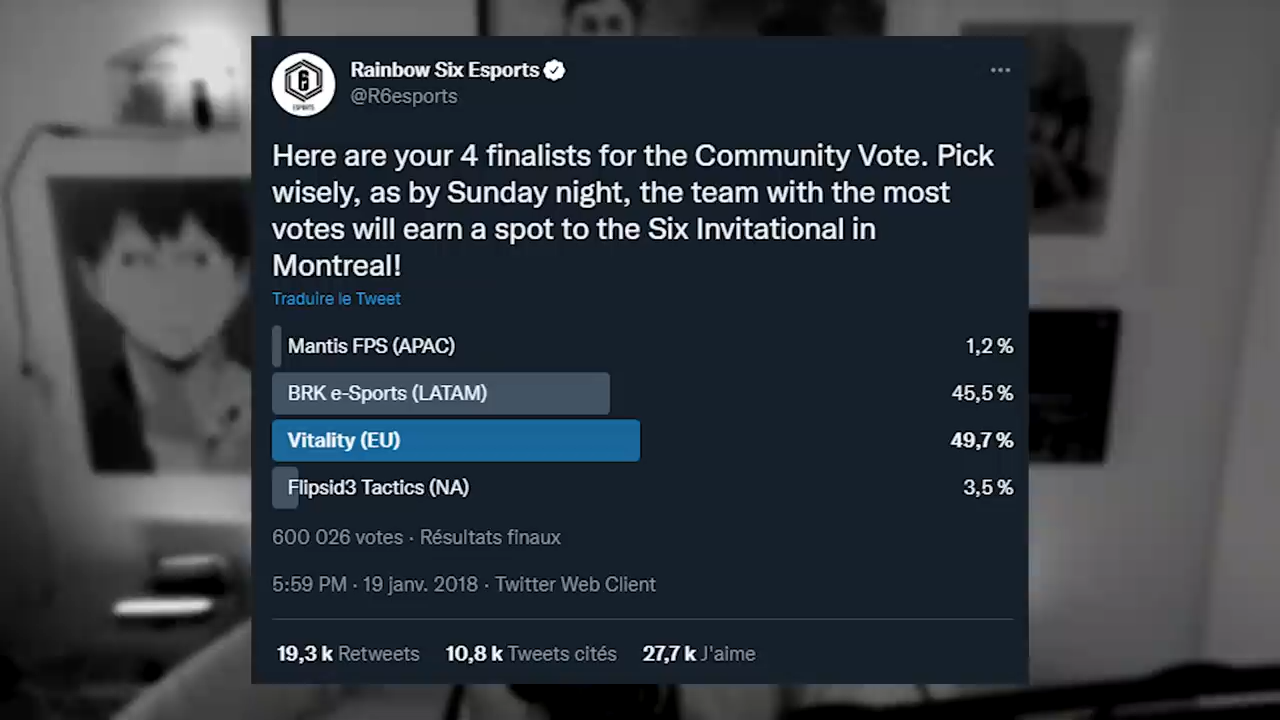 Rainbow Six Esports
@R6esports
Here are your 4 finalists for the Community Vote. Pick
wisely, as by Sunday night, the team with the most
votes will earn a spot to the Six Invitational in
Montreal!
Traduire le Tweet
Mantis FPS (APAC) 1,2 %
BRK e-Sports (LATAM) 45,5 %
Vitality (EU) 49,7 %
Flipsid3 Tactics (NA) 3,5 %
600 026 votes · Résultats finaux
5:59 PM · 19 janv. 2018 · Twitter Web Client
19,3 k Retweets 10,8 k Tweets cités 27,7 k J'aime